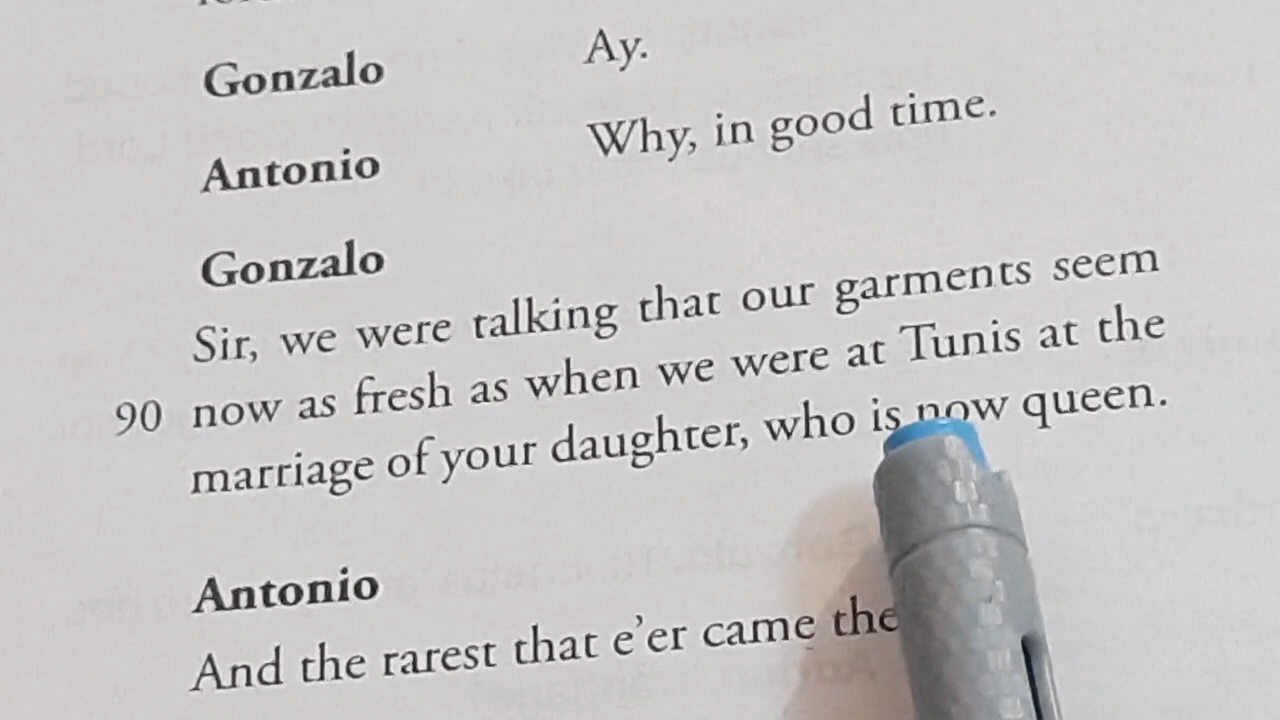 Gonzalo
Ay.
Antonio
Why, in good time.
Gonzalo
Sir, we were talking that our garments seem
90 now as fresh as when we were at Tunis at the
marriage of your daughter, who is now queen.
Antonio
And the rarest that e'er came